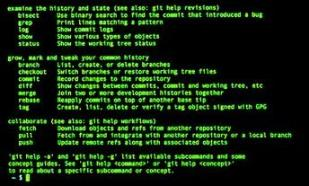 examine the history and state (see also: git help revisions)
bisect Use binary search to find the commit that introduced a bug
grep Print lines matching a pattern
log Show commit logs
show Show various types of objects
status Show the working tree status
grow, mark and tweak your common history
branch List, create, or delete branches
checkout Switch branches or restore working tree files
commit Record changes to the repository
diff Show changes between commits, commit and working tree, etc
merge Join two or more development histories together
rebase Reapply commits on top of another base tip
tag Create, list, delete or verify a tag object signed with GPG
collaborate (see also: git help workflows)
fetch Download objects and refs from another repository
pull Fetch from and integrate with another repository or a local branch
push Update remote refs along with associated objects
'git help -a' and 'git help -g' list available subcommands and some
concept guides. See 'git help <command>' or 'git help <concept>'
to read about a specific subcommand or concept.
~ $